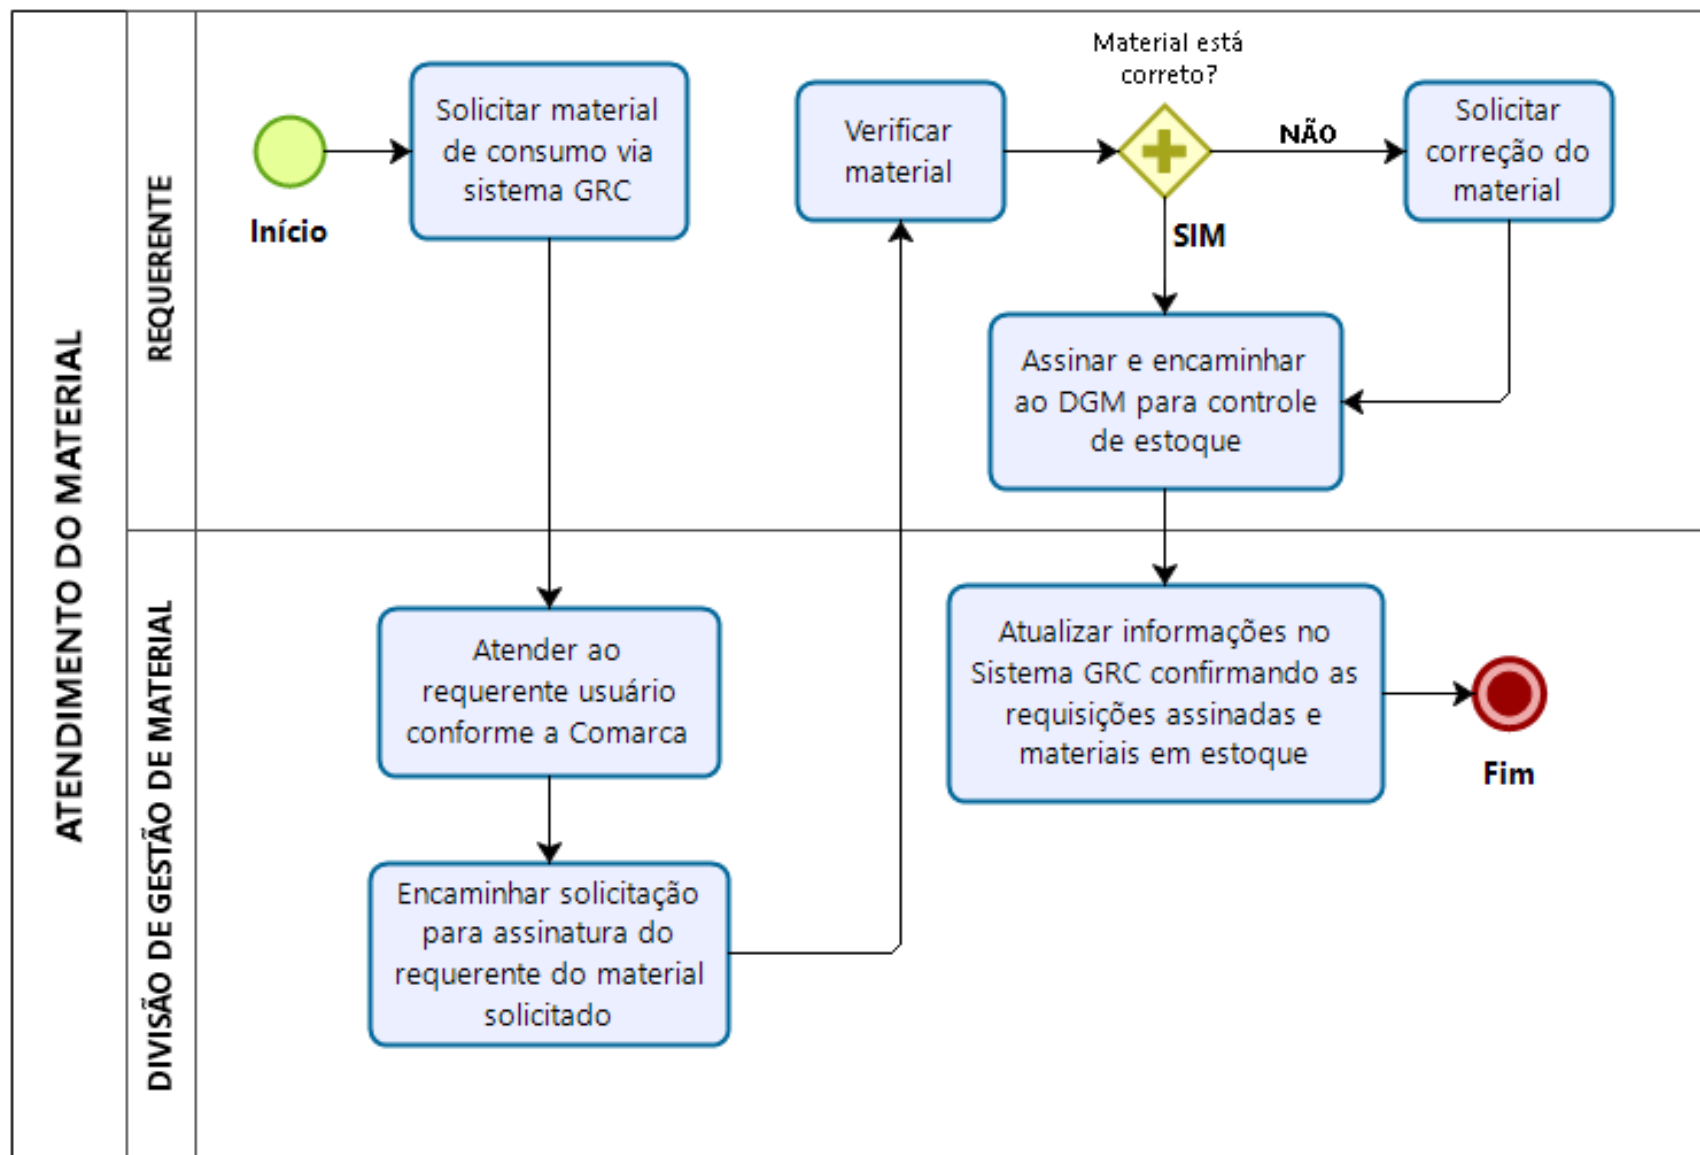 ATENDIMENTO DO MATERIAL
REQUERENTE
Início
Solicitar material
de consumo via
sistema GRC
Verificar
material
Material está
correto?
NÃO
SIM
Solicitar
correção do
material
Assinar e encaminhar
ao DGM para controle
de estoque
DIVISÃO DE GESTÃO DE MATERIAL
Atender ao
requerente usuário
conforme a Comarca
Encaminhar solicitação
para assinatura do
requerente do material
solicitado
Atualizar informações no
Sistema GRC confirmando as
requisições assinadas e
materiais em estoque
Fim